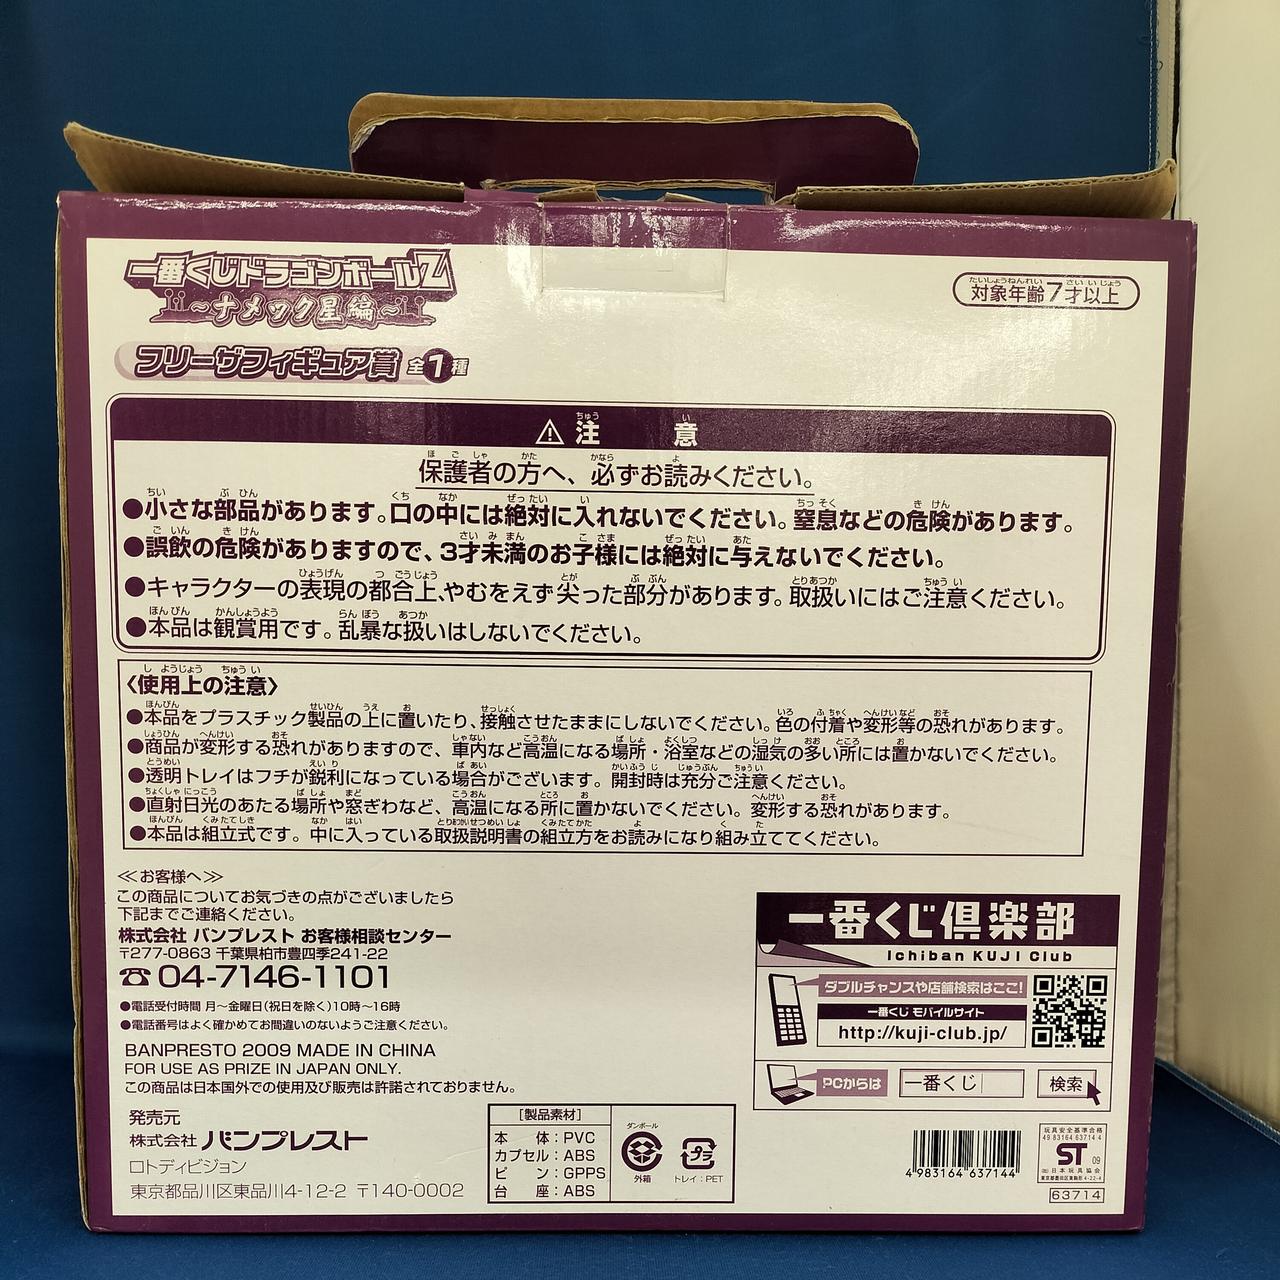 一番くじドラゴンボールZ
～ナメック星編～
対象年齢7才以上
フリーザフィギュア賞 全1種
注意
保護者の方へ、必ずお読みください。
●小さな部品があります。口の中には絶対に入れないでください。窒息などの危険があります。
●誤飲の危険がありますので、3才未満のお子様には絶対に与えないでください。
●キャラクターの表現の都合上、やむをえず尖った部分があります。取扱いにはご注意ください。
●本品は観賞用です。乱暴な扱いはしないでください。
〈使用上の注意〉
●本品をプラスチック製品の上に置いたり、接触させたままにしないでください。色の付着や変形等の恐れがあります。
●商品が変形する恐れがありますので、車内など高温になる場所・浴室などの湿気の多い所には置かないでください。
●透明トレイはフチが鋭利になっている場合がございます。開封時は充分ご注意ください。
●直射日光のあたる場所や窓ぎわなど、高温になる所に置かないでください。変形する恐れがあります。
●本品は組立式です。中に入っている取扱説明書の組立方をお読みになり組み立ててください。
≪お客様へ≫
この商品についてお気づきの点がございましたら
下記までご連絡ください。
株式会社 バンプレスト お客様相談センター
〒277-0863 千葉県柏市豊四季241-22
☎04-7146-1101
●電話受付時間 月～金曜日(祝日を除く)10時～16時
●電話番号はよく確かめてお間違いのないようご注意ください。
BANPRESTO 2009 MADE IN CHINA
FOR USE AS PRIZE IN JAPAN ONLY.
この商品は日本国外での使用及び販売は許諾されておりません。
発売元
株式会社 バンプレスト
ロトディビジョン
東京都品川区東品川4-12-2 〒140-0002
[製品素材]
本体:PVC
カプセル:ABS
ピン:GPPS
台座:ABS
ダンボール
外箱
プラ
トレイ:PET
一番くじ倶楽部
Ichiban KUJI Club
ダブルチャンスや店舗検索はここ!
一番くじ モバイルサイト
http://kuji-club.jp/
PCからは
一番くじ
検索
4 983164 637144
玩具安全基準合格
49 83164 63714 4
ST 09
(社)日本玩具協会
東京都墨田区東駒形 4-22-4
63714